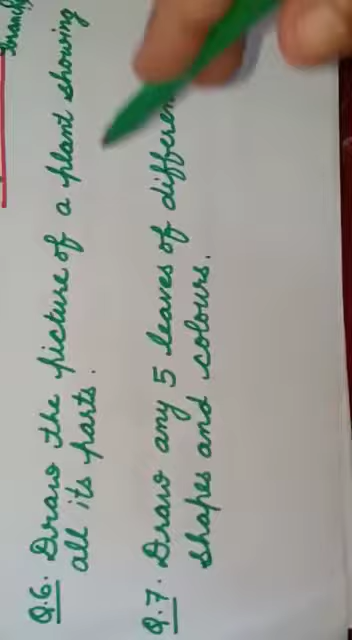 Q.6. Draw the picture of a plant showing
all its parts.
Q.7. Draw any 5 leaves of different
shapes and colours.